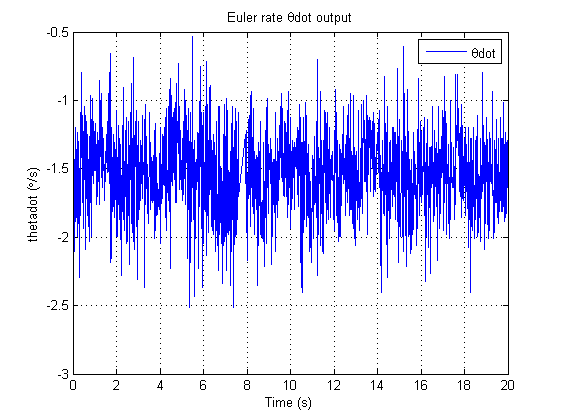 Euler rate θdot output
θdot
thetadot (º/s)
-0.5
-1
-1.5
-2
-2.5
-3
0 2 4 6 8 10 12 14 16 18 20
Time (s)